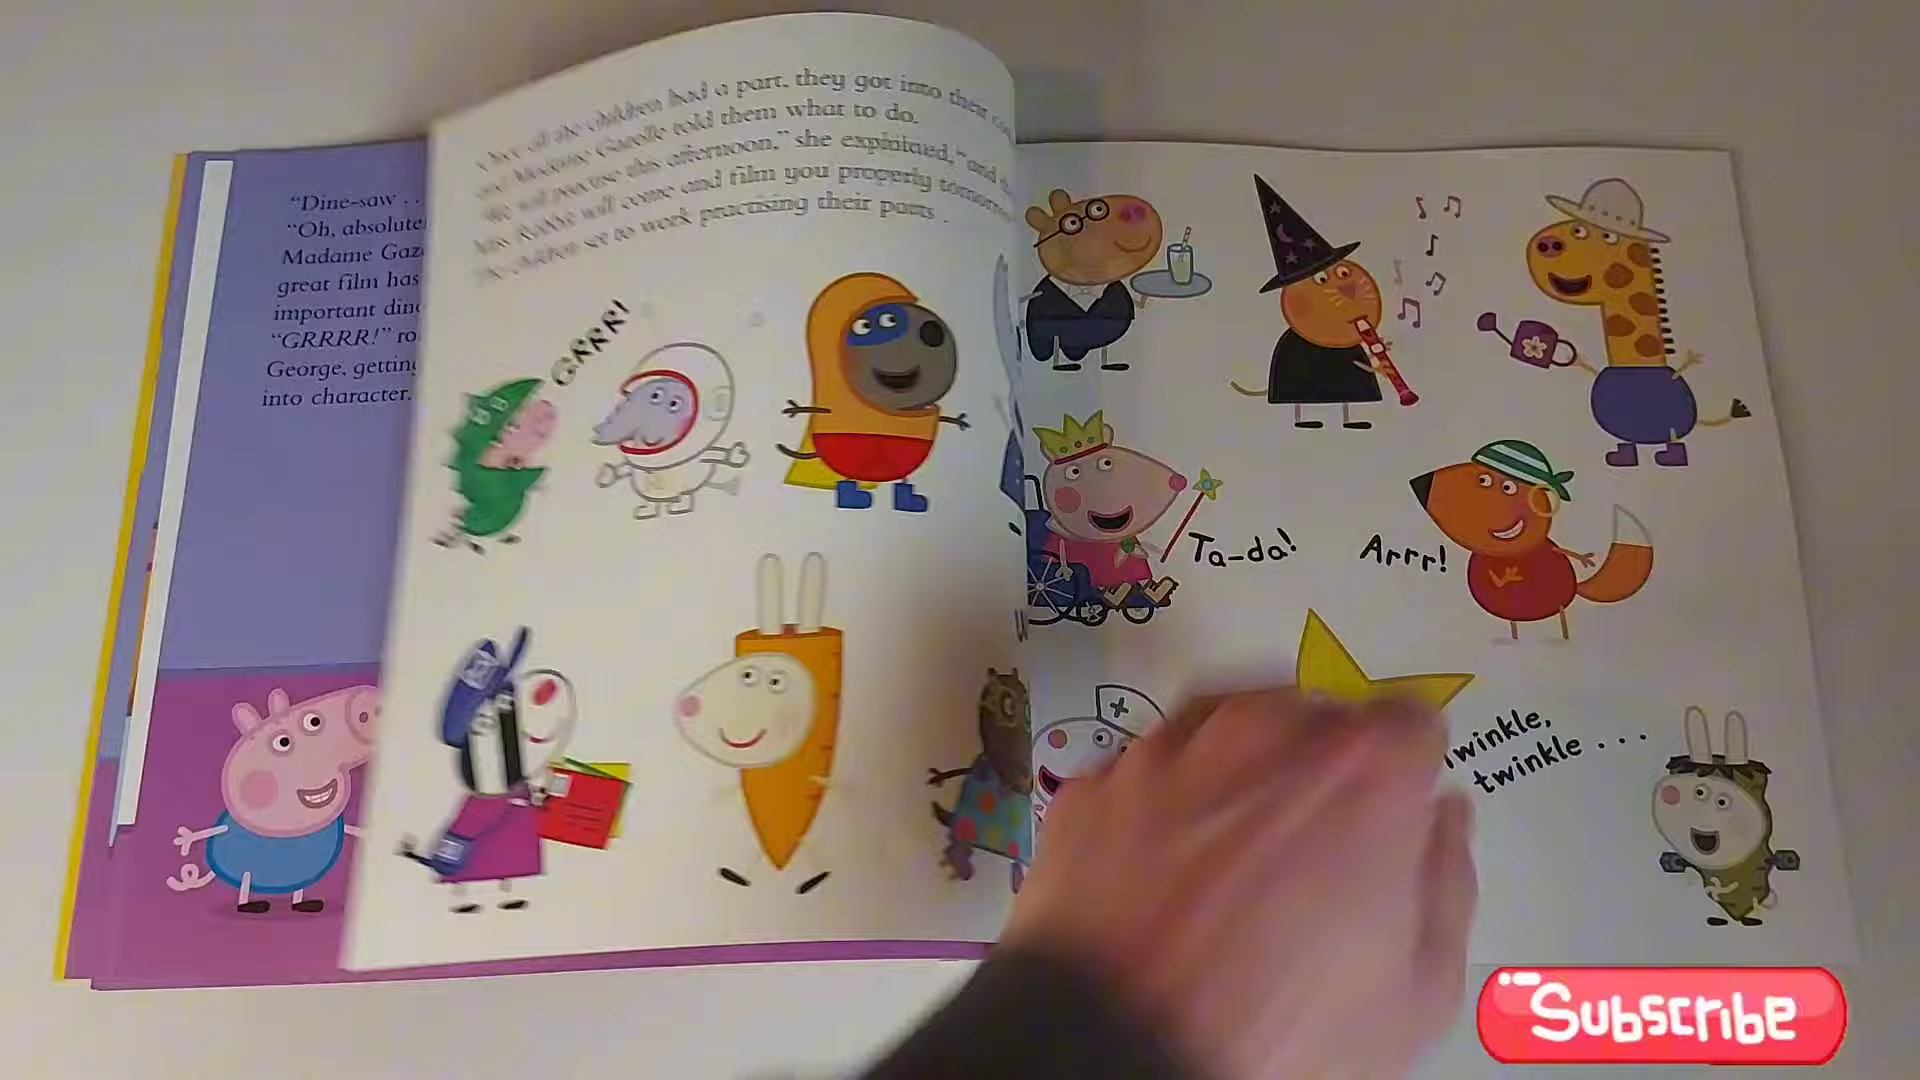 "Dine-saw . .
"Oh, absolute
Madame Gaz
great film has
important din
"GRRRR!" ro
George, getting
into character.
all the children had a part, they got into their
Madame Gazelle told them what to do.
"We will practise this afternoon," she explained, "and
Mrs Rabbit will come and film you properly tomorrow
The children set to work practising their parts .
GRRR!
Ta-da!
Arrr!
Twinkle,
twinkle . . .
Subscribe